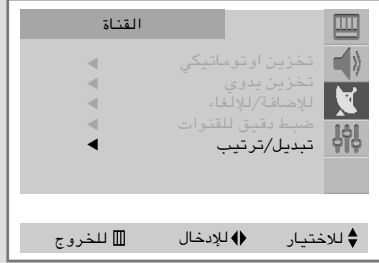 القناة
تخزين اوتوماتيكي
تخزين يدوي
للإضافة/للإلغاء
ضبط دقيق للقنوات
تبديل/ترتيب
للاختيار للإدخال للخروج